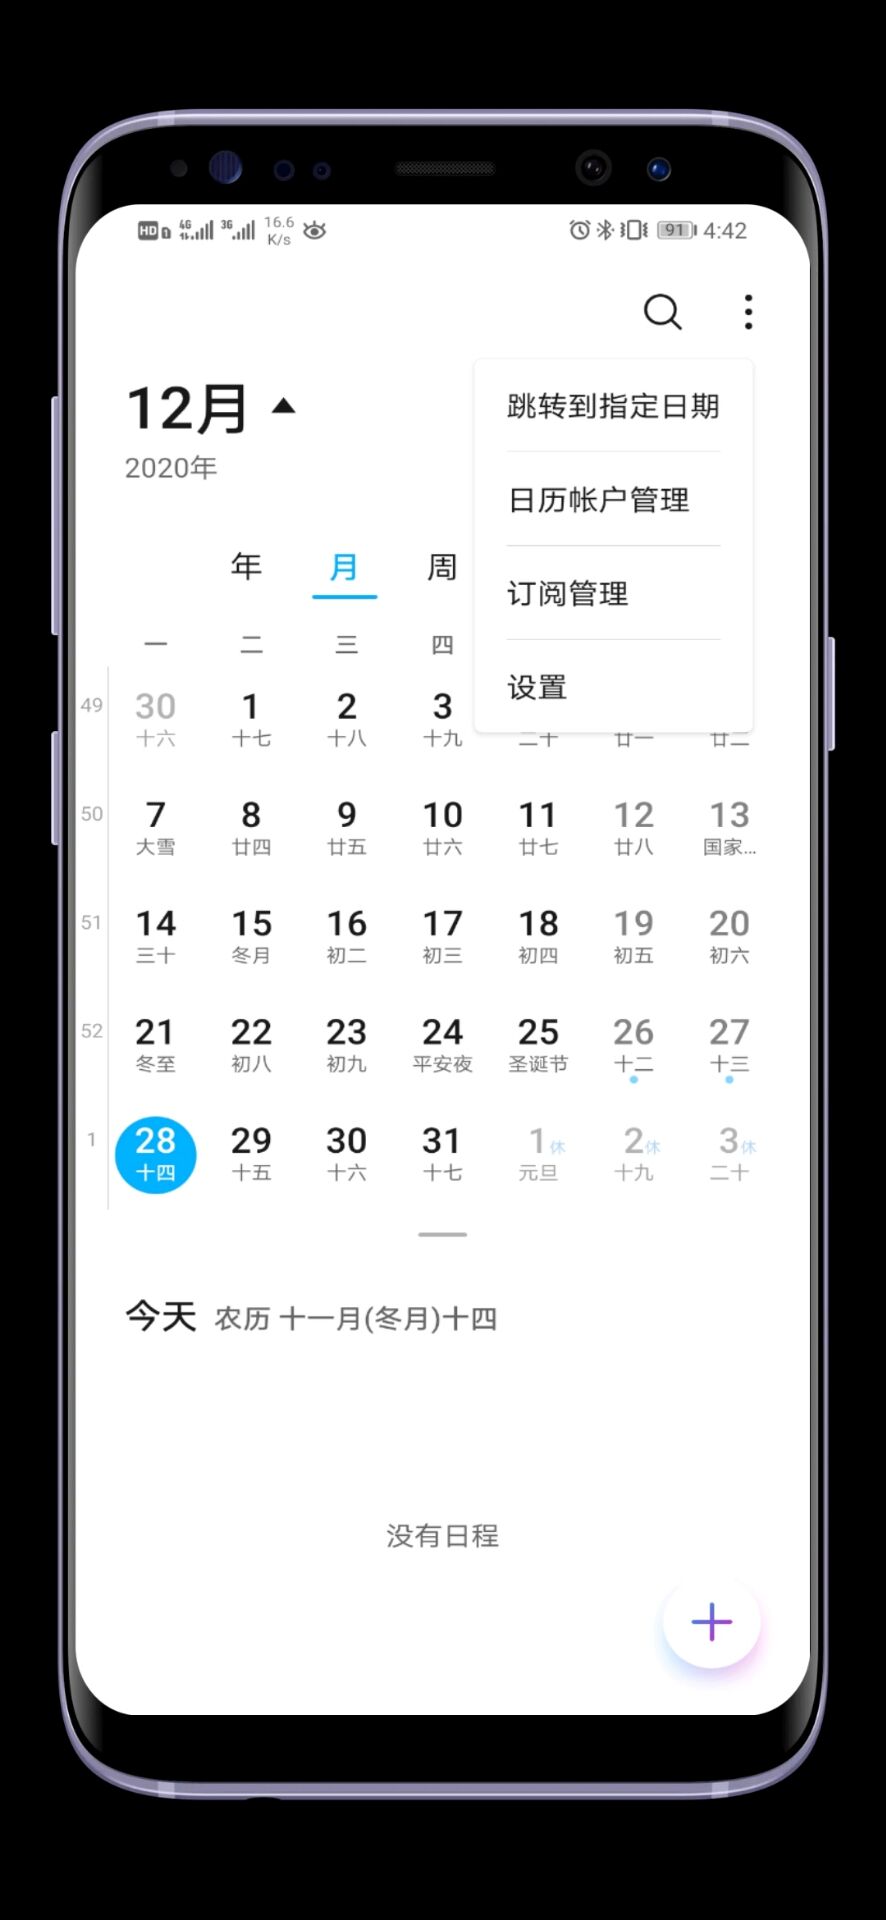 HD 1 4G 3G 16.6 K/s 91 4:42
12月
2020年
跳转到指定日期
日历帐户管理
订阅管理
设置
年 月 周
一 二 三 四
49 30 1 2 3
十六 十七 十八 十九 二十 廿一 廿二
50 7 8 9 10 11 12 13
大雪 廿四 廿五 廿六 廿七 廿八 国家...
51 14 15 16 17 18 19 20
三十 冬月 初二 初三 初四 初五 初六
52 21 22 23 24 25 26 27
冬至 初八 初九 平安夜 圣诞节 十二 十三
1 28 29 30 31 1休 2休 3休
十四 十五 十六 十七 元旦 十九 二十
今天 农历 十一月(冬月)十四
没有日程